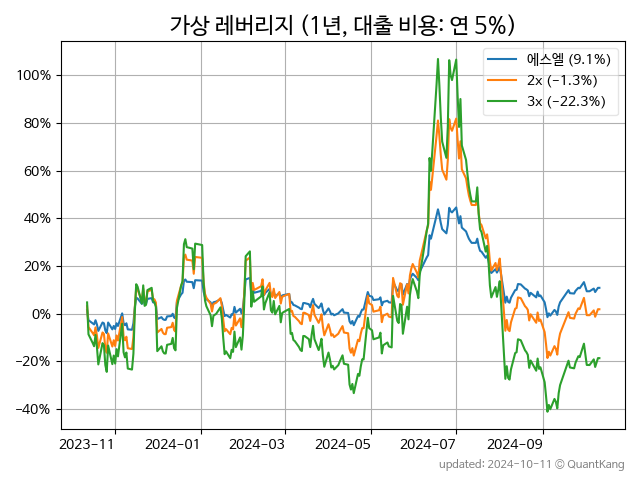 가상 레버리지 (1년, 대출 비용: 연 5%)
에스엘 (9.1%)
2x (−1.3%)
3x (−22.3%)
100%
80%
60%
40%
20%
0%
−20%
−40%
2023-11
2024-01
2024-03
2024-05
2024-07
2024-09
updated: 2024-10-11 © QuantKang